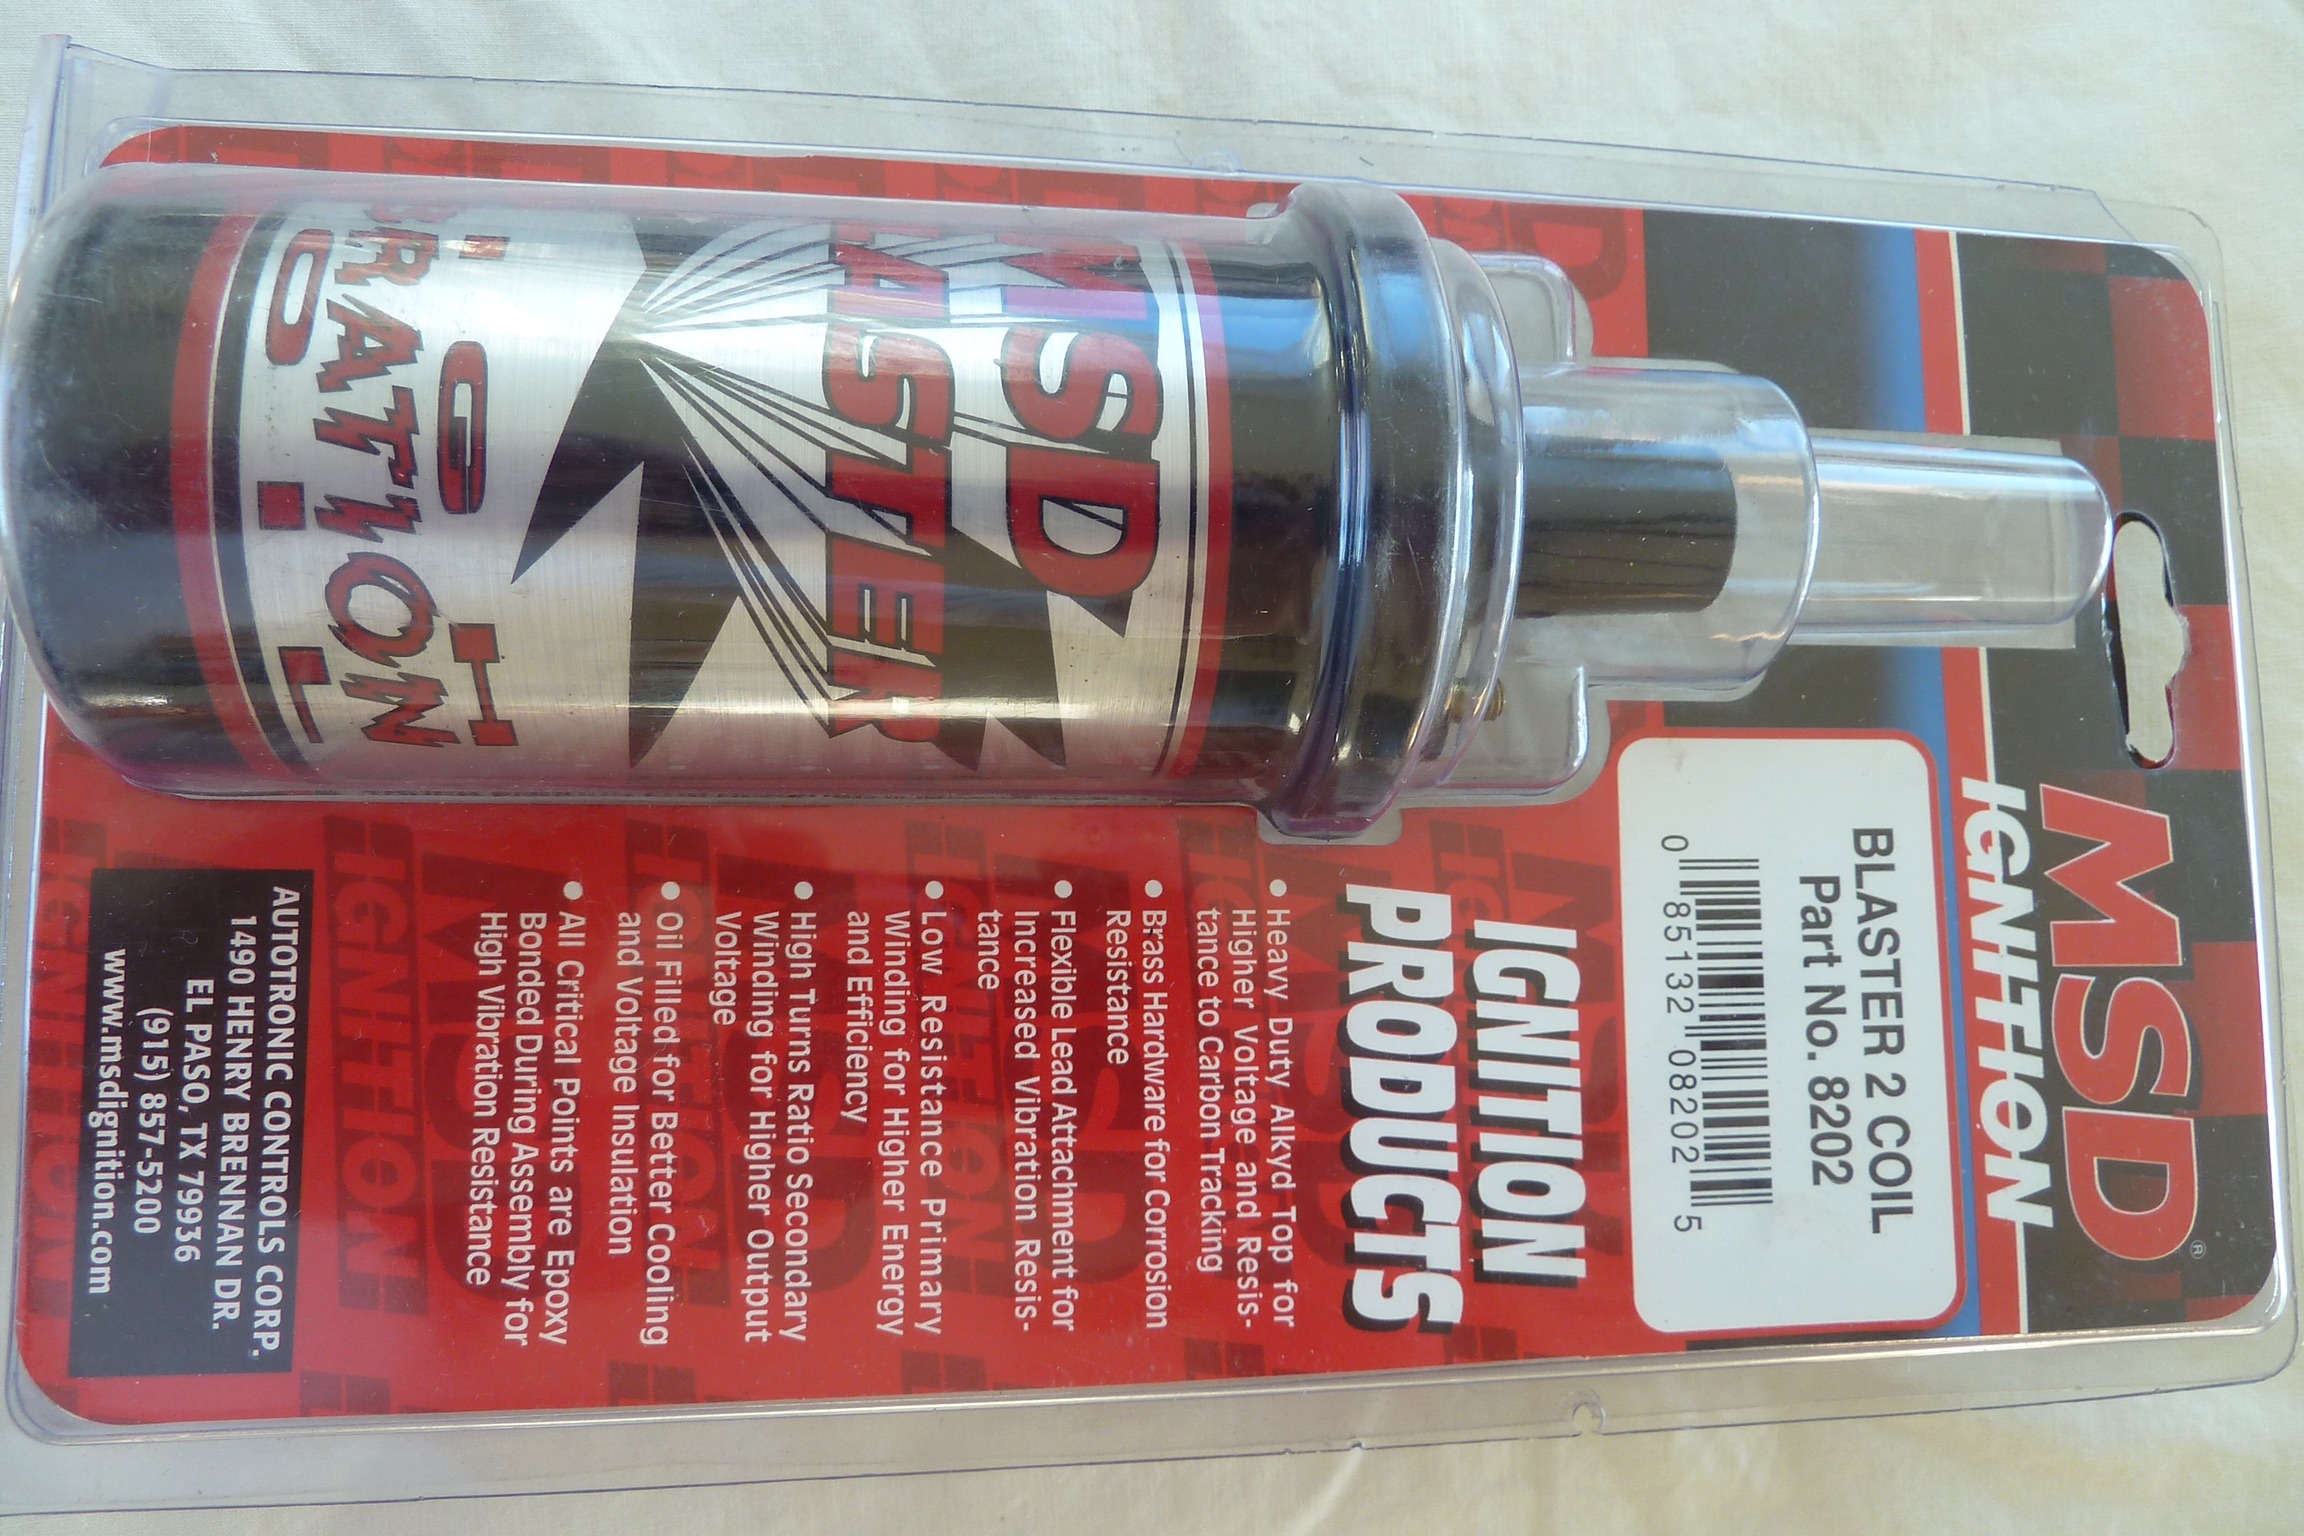 MSD®
IGNITION
BLASTER 2 COIL
Part No. 8202
0 85132 08202 5
IGNITION
PRODUCTS
• Heavy Duty Alkyd Top for
Higher Voltage and Resis-
tance to Carbon Tracking
• Brass Hardware for Corrosion
Resistance
• Flexible Lead Attachment for
Increased Vibration Resis-
tance
• Low Resistance Primary
Winding for Higher Energy
and Efficiency
• High Turns Ratio Secondary
Winding for Higher Output
Voltage
• Oil Filled for Better Cooling
and Voltage Insulation
• All Critical Points are Epoxy
Bonded During Assembly for
High Vibration Resistance
AUTOTRONIC CONTROLS CORP.
1490 HENRY BRENNAN DR.
EL PASO, TX 79936
(915) 857-5200
www.msdignition.com
MSD